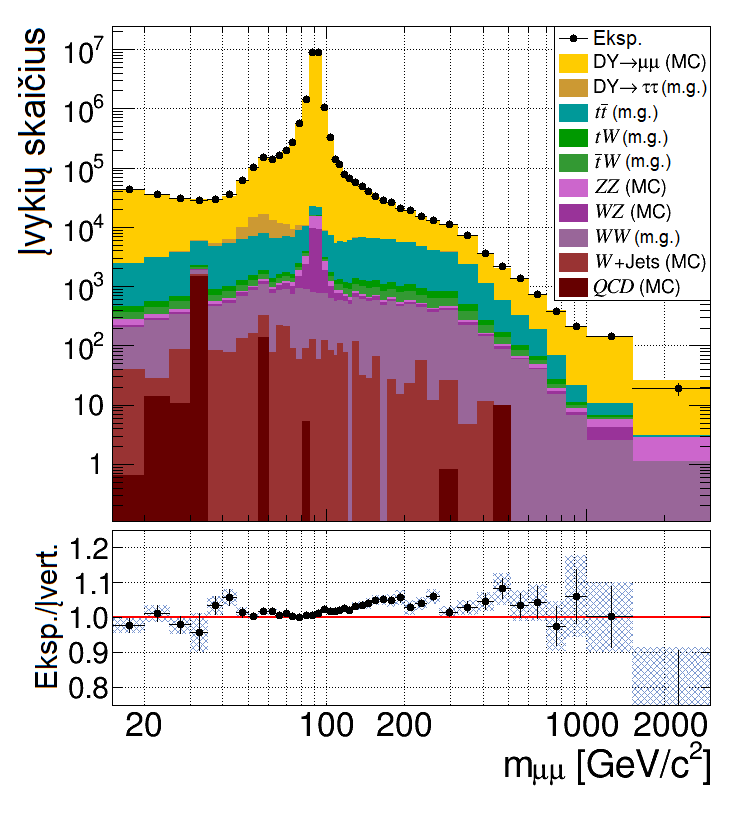 Įvykių skaičius
10⁷
10⁶
10⁵
10⁴
10³
10²
10
1
Eksp.
DY→μμ (MC)
DY→ ττ (m.g.)
tt̄ (m.g.)
tW (m.g.)
t̄W (m.g.)
ZZ (MC)
WZ (MC)
WW (m.g.)
W+Jets (MC)
QCD (MC)
Eksp./Įvert.
1.2
1.1
1.0
0.9
0.8
20 100 200 1000 2000
mμμ [GeV/c²]